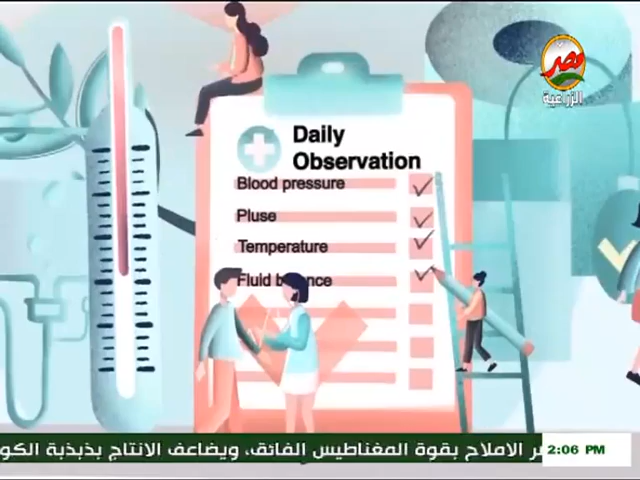 مصر
الزراعية
Daily
Observation
Blood pressure
Pluse
Temperature
Fluid b nce
الاملاح بقوة المغناطيس الفائق، ويضاعف الانتاج بذبذبة الكو
2:06 PM